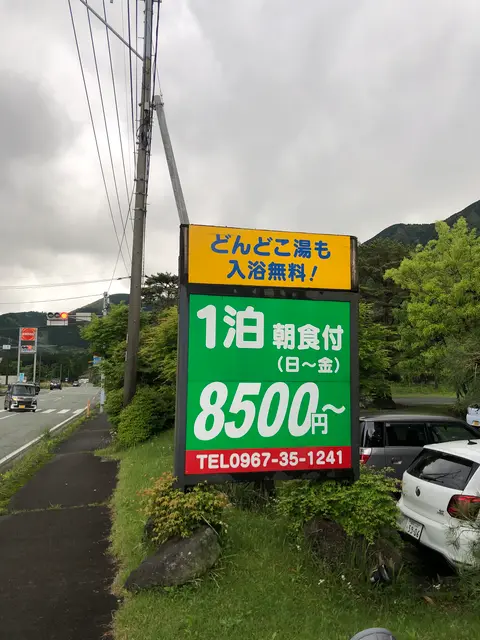 どんどこ湯も
入浴無料!
1泊 朝食付
(日〜金)
8500円〜
TEL0967-35-1241